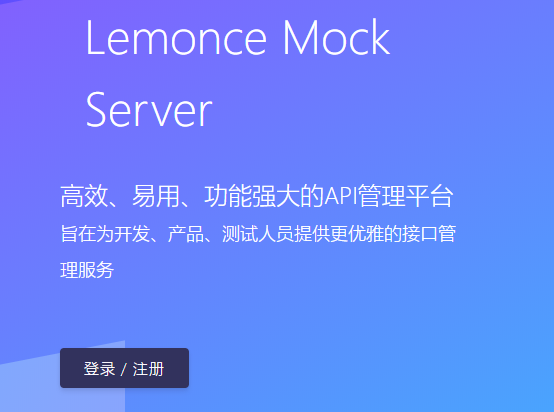 Lemonce Mock
Server
高效、易用、功能强大的API管理平台
旨在为开发、产品、测试人员提供更优雅的接口管
理服务
登录 / 注册